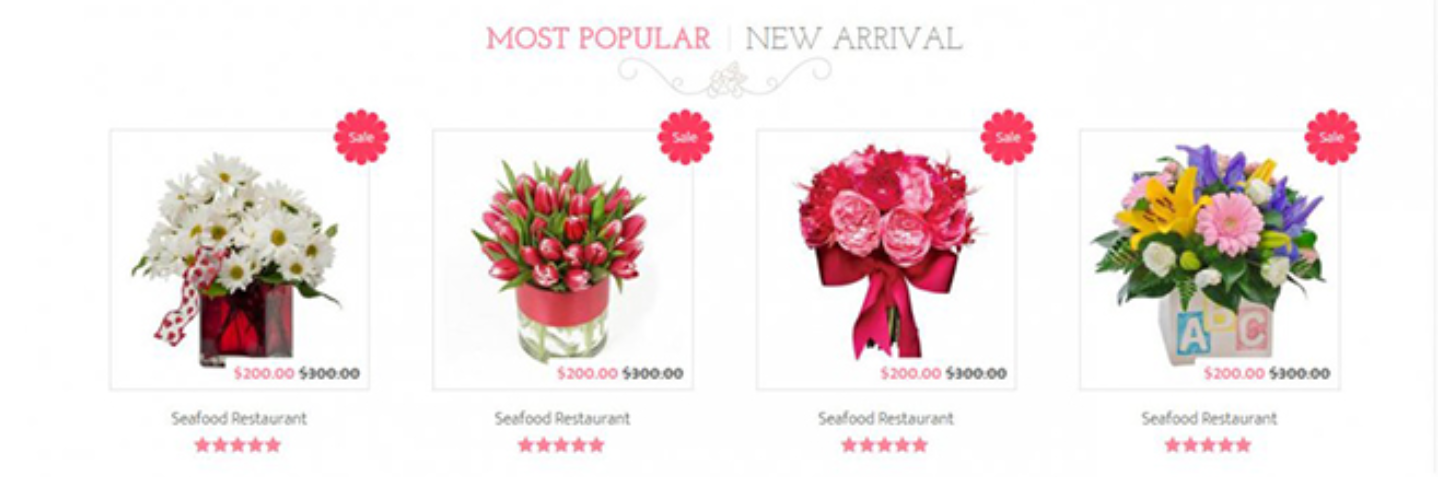 MOST POPULAR | NEW ARRIVAL
Sale
Sale
Sale
Sale
$200.00 $300.00
$200.00 $300.00
$200.00 $300.00
A B C
$200.00 $300.00
Seafood Restaurant
Seafood Restaurant
Seafood Restaurant
Seafood Restaurant